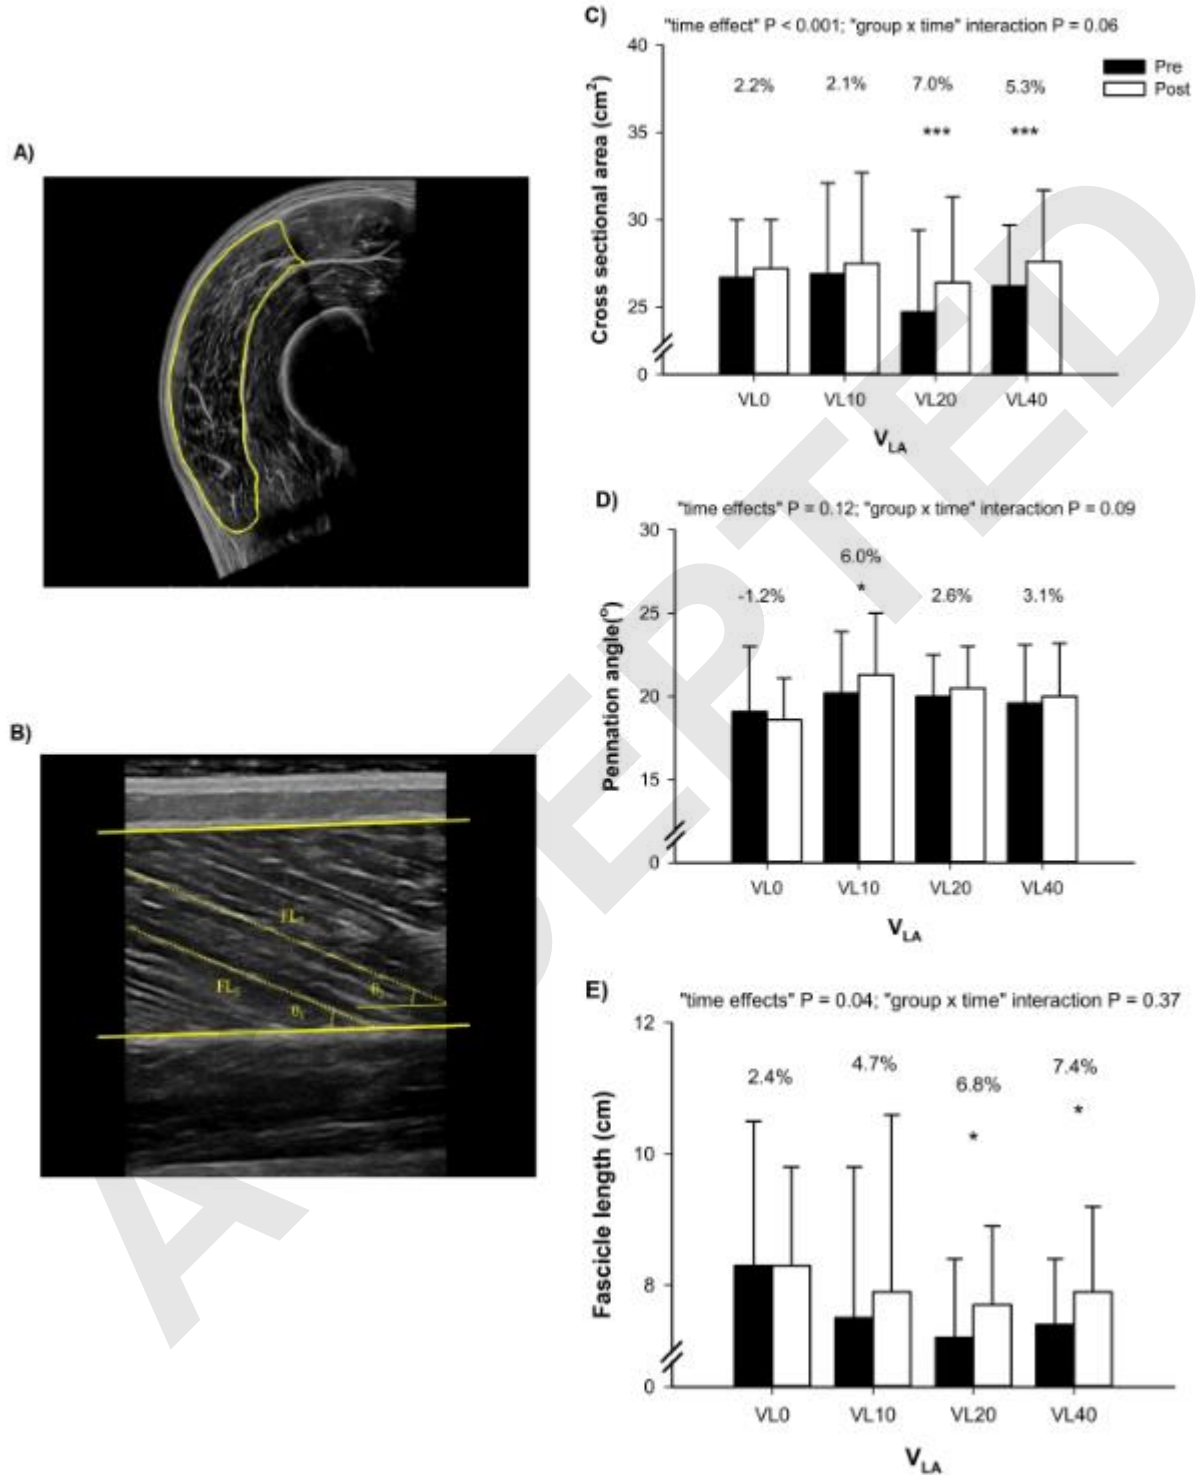 A)
B)
FL
FL
θ1
C)
"time effect" P < 0.001; "group x time" interaction P = 0.06
Cross sectional area (cm2)
40
35
30
25
0
2.2% 2.1% 7.0% 5.3%
*** ***
Pre
Post
VL0 VL10 VL20 VL40
VLA
D)
"time effects" P = 0.12; "group x time" interaction P = 0.09
Pennation angle(°)
30
25
20
15
0
6.0%
*
-1.2% 2.6% 3.1%
VL0 VL10 VL20 VL40
VLA
E)
"time effects" P = 0.04; "group x time" interaction P = 0.37
Fascicle length (cm)
12
10
8
0
2.4% 4.7% 6.8% 7.4%
* *
VL0 VL10 VL20 VL40
VLA
ACCEPTED